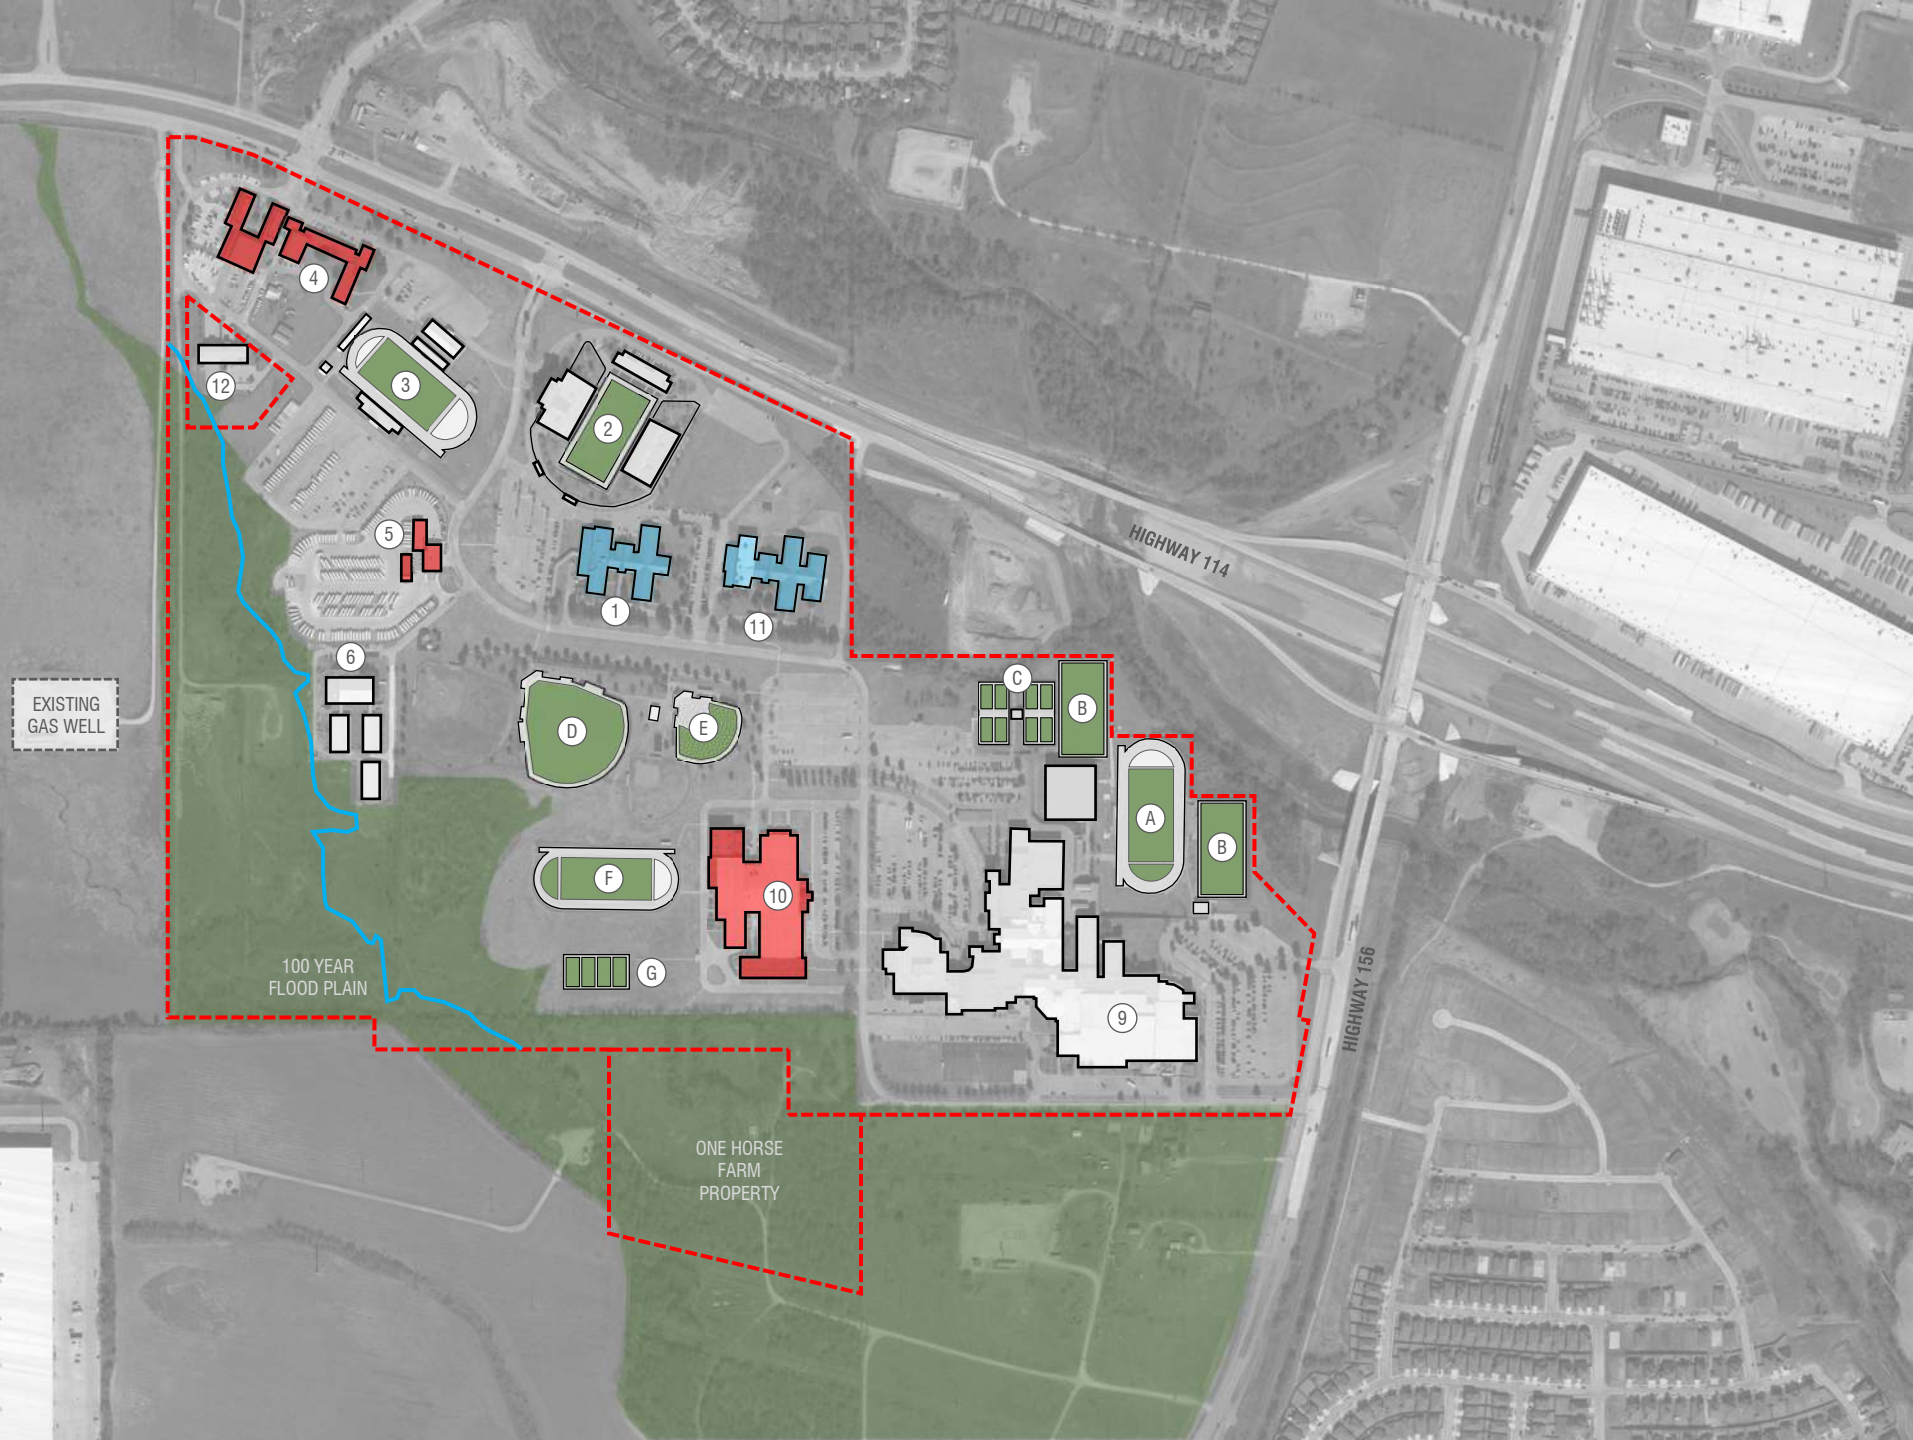 4
3
12
2
HIGHWAY 114
5
1
11
6
C
B
EXISTING
GAS WELL
D
E
A
B
F
10
G
100 YEAR
FLOOD PLAIN
9
HIGHWAY 156
ONE HORSE
FARM
PROPERTY